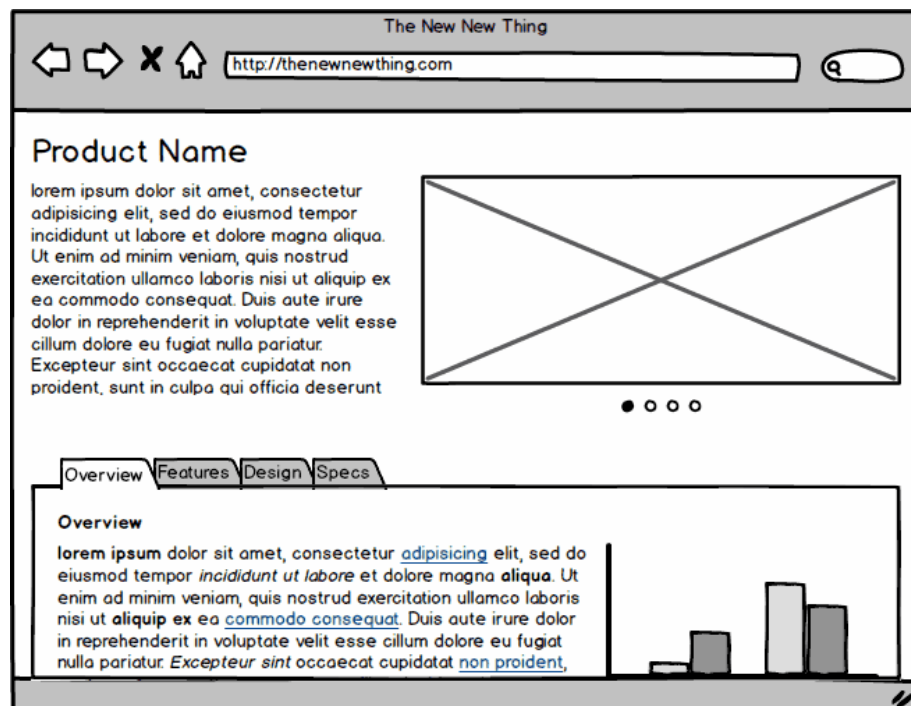 The New New Thing
http://thenewnewthing.com
Product Name
lorem ipsum dolor sit amet, consectetur
adipisicing elit, sed do eiusmod tempor
incididunt ut labore et dolore magna aliqua.
Ut enim ad minim veniam, quis nostrud
exercitation ullamco laboris nisi ut aliquip ex
ea commodo consequat. Duis aute irure
dolor in reprehenderit in voluptate velit esse
cillum dolore eu fugiat nulla pariatur.
Excepteur sint occaecat cupidatat non
proident, sunt in culpa qui officia deserunt
Overview Features Design Specs
Overview
lorem ipsum dolor sit amet, consectetur adipisicing elit, sed do
eiusmod tempor incididunt ut labore et dolore magna aliqua. Ut
enim ad minim veniam, quis nostrud exercitation ullamco laboris
nisi ut aliquip ex ea commodo consequat. Duis aute irure dolor
in reprehenderit in voluptate velit esse cillum dolore eu fugiat
nulla pariatur. Excepteur sint occaecat cupidatat non proident,